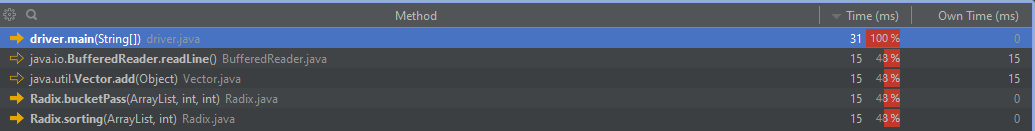 Method Time (ms) Own Time (ms)
driver.main(String[]) driver.java 31 100 % 0
java.io.BufferedReader.readLine() BufferedReader.java 15 48 % 15
java.util.Vector.add(Object) Vector.java 15 48 % 15
Radix.bucketPass(ArrayList, int, int) Radix.java 15 48 % 0
Radix.sorting(ArrayList, int) Radix.java 15 48 % 0